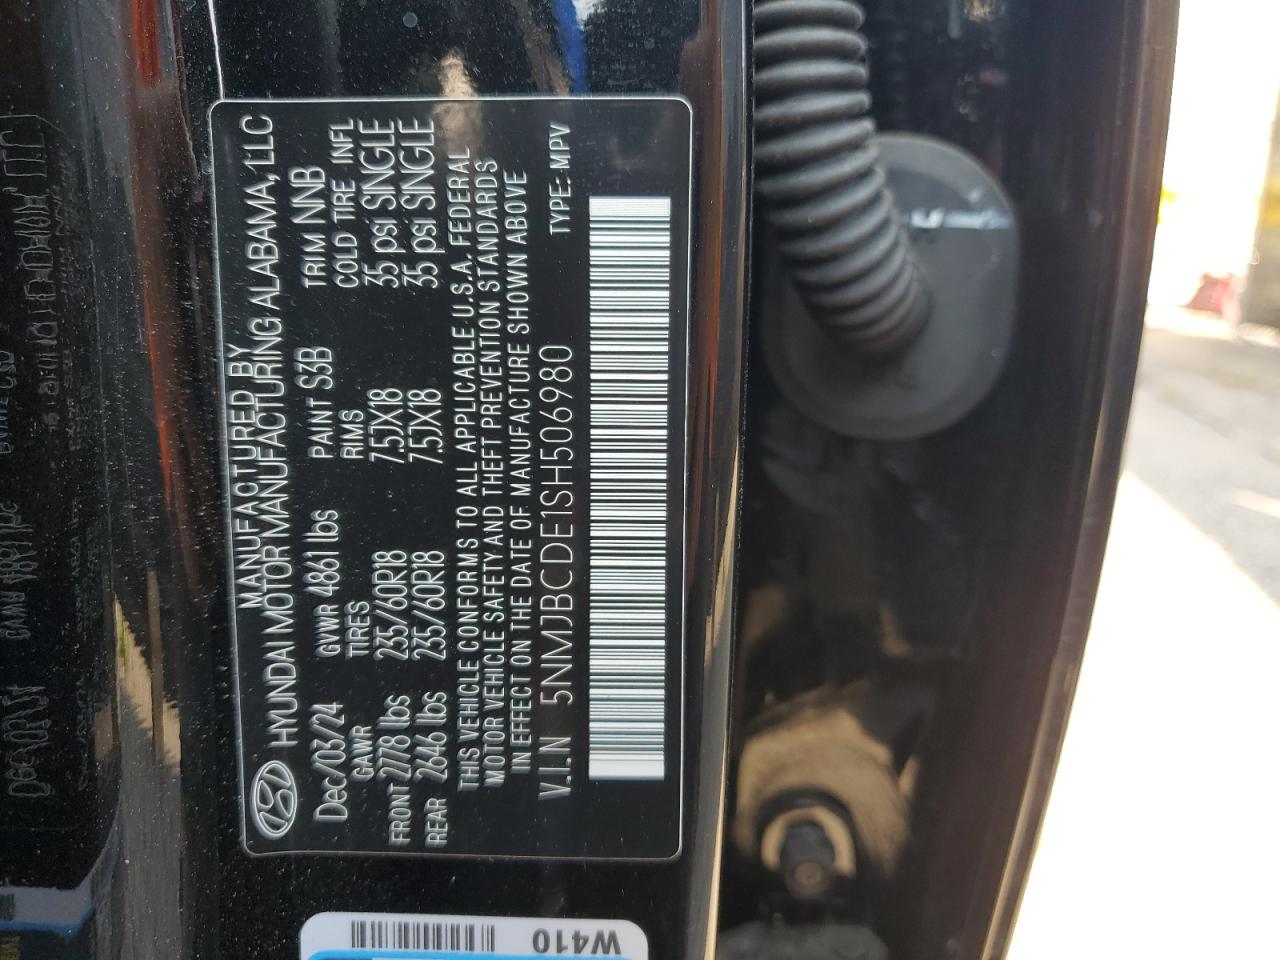 MANUFACTURED BY
HYUNDAI MOTOR MANUFACTURING ALABAMA, LLC
Dec/03/24 GVWR 4861 lbs PAINT S3B TRIM NNB
GAWR TIRES RIMS COLD TIRE INFL
FRONT 2778 lbs 235/60R18 7.5JX18 35 psi SINGLE
REAR 2646 lbs 235/60R18 7.5JX18 35 psi SINGLE
THIS VEHICLE CONFORMS TO ALL APPLICABLE U.S.A. FEDERAL
MOTOR VEHICLE SAFETY AND THEFT PREVENTION STANDARDS
IN EFFECT ON THE DATE OF MANUFACTURE SHOWN ABOVE
V.I.N 5NMJBCDE1SH506980 TYPE: MPV
W410